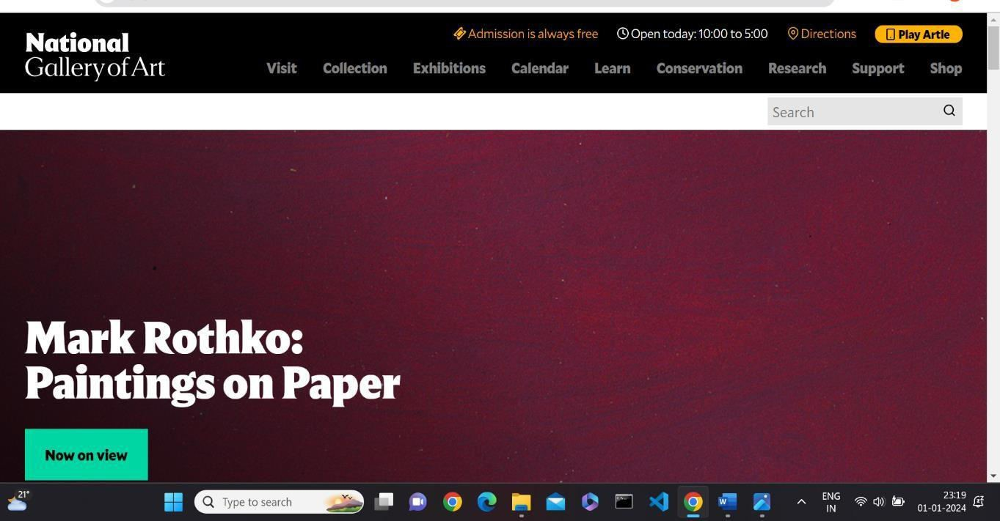 National
Gallery of Art
Admission is always free
Open today: 10:00 to 5:00
Directions
Play Artle
Visit
Collection
Exhibitions
Calendar
Learn
Conservation
Research
Support
Shop
Search
Mark Rothko:
Paintings on Paper
Now on view
21°
Type to search
ENG
IN
23:19
01-01-2024